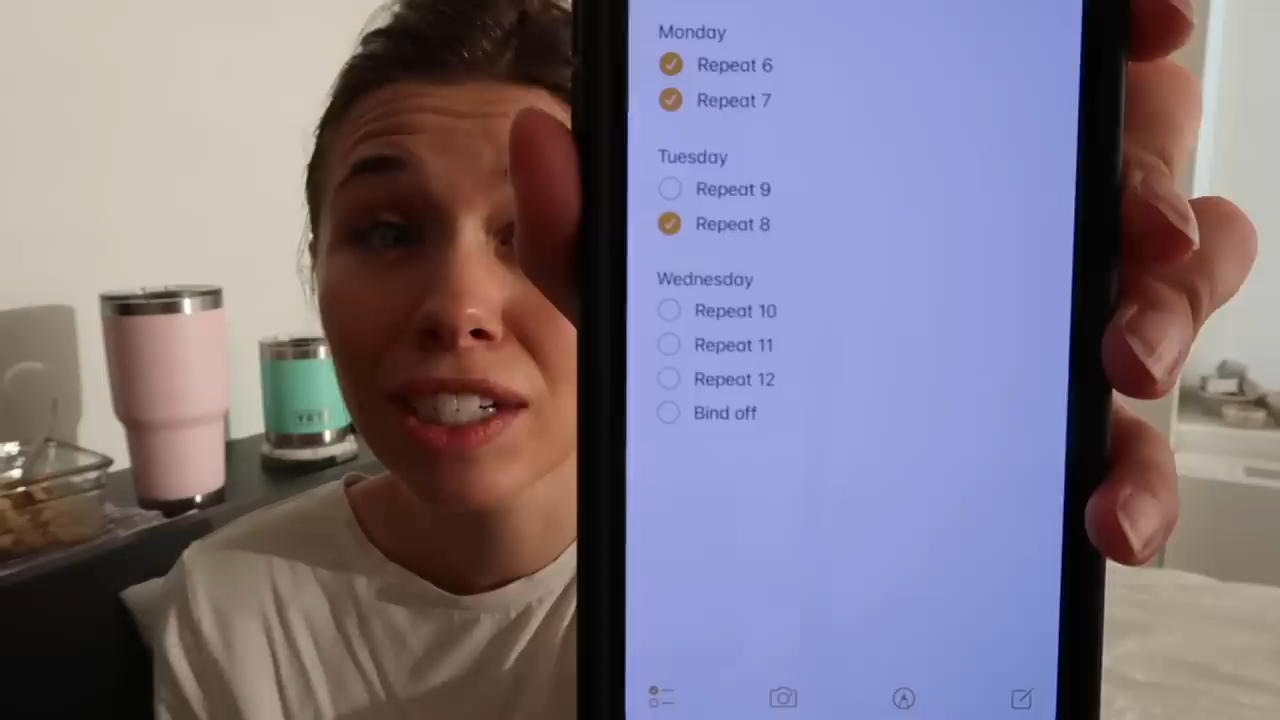 YETI
Monday
Repeat 6
Repeat 7
Tuesday
Repeat 9
Repeat 8
Wednesday
Repeat 10
Repeat 11
Repeat 12
Bind off